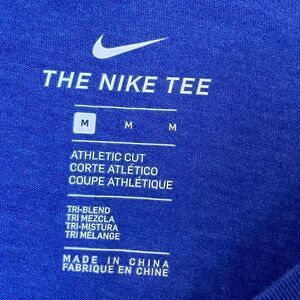 THE NIKE TEE
M M M
ATHLETIC CUT
CORTE ATLÉTICO
COUPE ATHLÉTIQUE
TRI-BLEND
TRI MEZCLA
TRI-MISTURA
TRI MÉLANGE
MADE IN CHINA
FABRIQUÉ EN CHINE